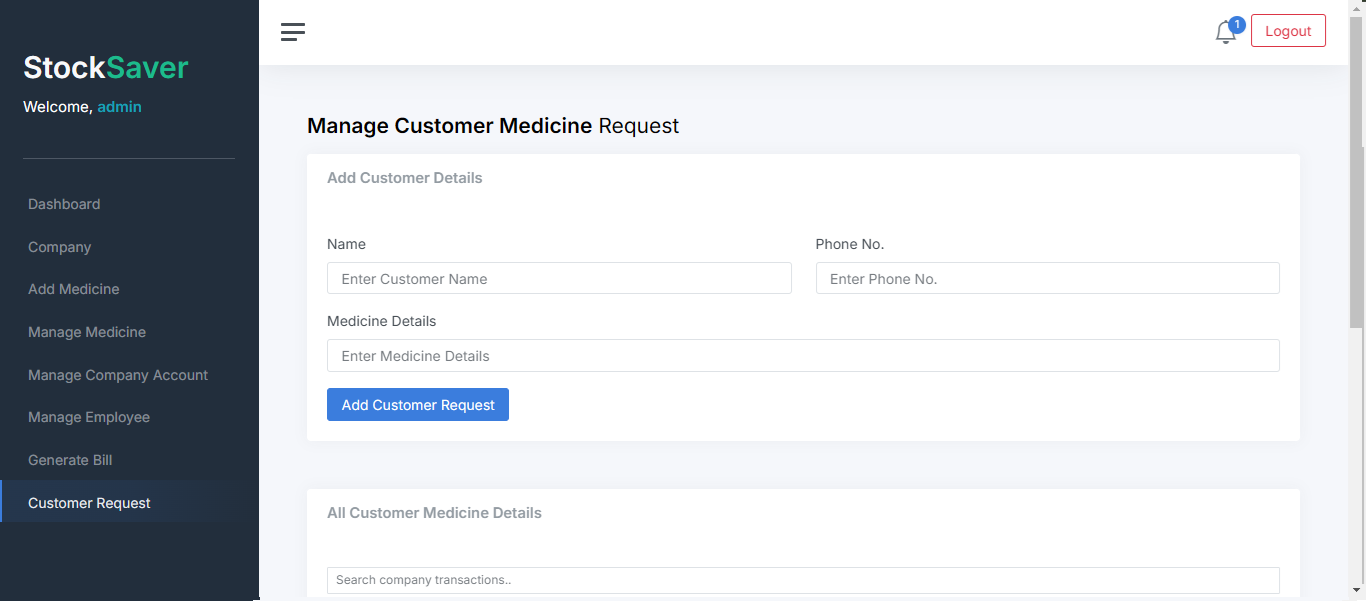 StockSaver
Welcome, admin
Dashboard
Company
Add Medicine
Manage Medicine
Manage Company Account
Manage Employee
Generate Bill
Customer Request
1
Logout
Manage Customer Medicine Request
Add Customer Details
Name
Phone No.
Enter Customer Name
Enter Phone No.
Medicine Details
Enter Medicine Details
Add Customer Request
All Customer Medicine Details
Search company transactions..